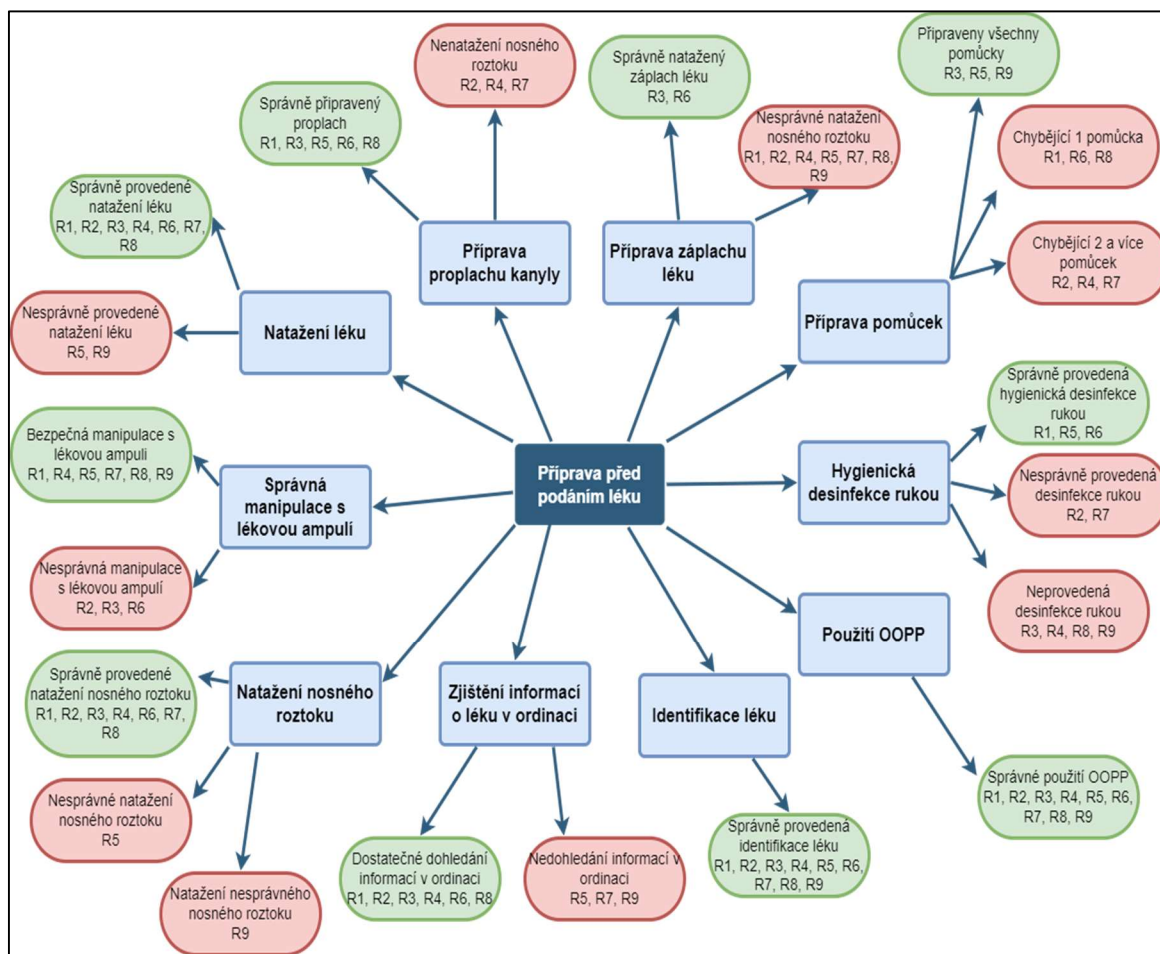 Nenatažení nosného
roztoku
R2, R4, R7
Správně natažený
záplach léku
R3, R6
Připraveny všechny
pomůcky
R3, R5, R9
Správně připravený
proplach
R1, R3, R5, R6, R8
Nesprávné natažení
nosného roztoku
R1, R2, R4, R5, R7, R8,
R9
Chybějící 1 pomůcka
R1, R6, R8
Správně provedené
natažení léku
R1, R2, R3, R4, R6, R7,
R8
Příprava
proplachu kanyly
Příprava záplachu
léku
Chybějící 2 a více
pomůcek
R2, R4, R7
Nesprávně provedené
natažení léku
R5, R9
Natažení léku
Příprava pomůcek
Správně provedená
hygienická desinfekce
rukou
R1, R5, R6
Bezpečná manipulace s
lékovou ampulí
R1, R4, R5, R7, R8, R9
Správná
manipulace s
lékovou ampulí
Příprava před
podáním léku
Hygienická
desinfekce rukou
Nesprávně provedená
desinfekce rukou
R2, R7
Nesprávná manipulace
s lékovou ampulí
R2, R3, R6
Neprovedená
desinfekce rukou
R3, R4, R8, R9
Použití OOPP
Správně provedené
natažení nosného roztoku
R1, R2, R3, R4, R6, R7,
R8
Natažení nosného
roztoku
Zjištění informací
o léku v ordinaci
Identifikace léku
Správné použití OOPP
R1, R2, R3, R4, R5, R6,
R7, R8, R9
Nesprávné natažení
nosného roztoku
R5
Natažení nesprávného
nosného roztoku
R9
Dostatečné dohledání
informací v ordinaci
R1, R2, R3, R4, R6, R8
Nedohledání informací v
ordinaci
R5, R7, R9
Správně provedená
identifikace léku
R1, R2, R3, R4, R5, R6,
R7, R8, R9